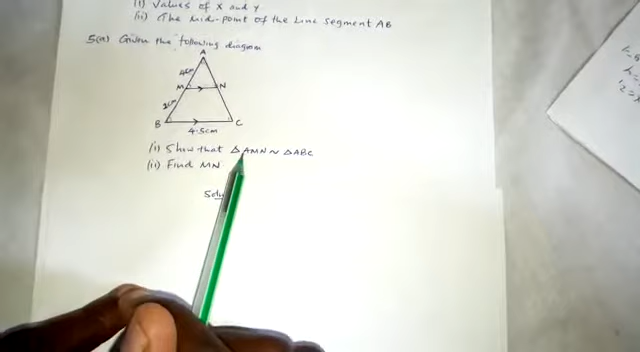 (i) Values of x and y
(ii) The Mid-point of the Line Segment AB
5(a) Given the following diagram
A
4cm
M N
2cm
B C
4.5cm
(i) Show that △AMN ~ △ABC
(ii) Find MN
Soln